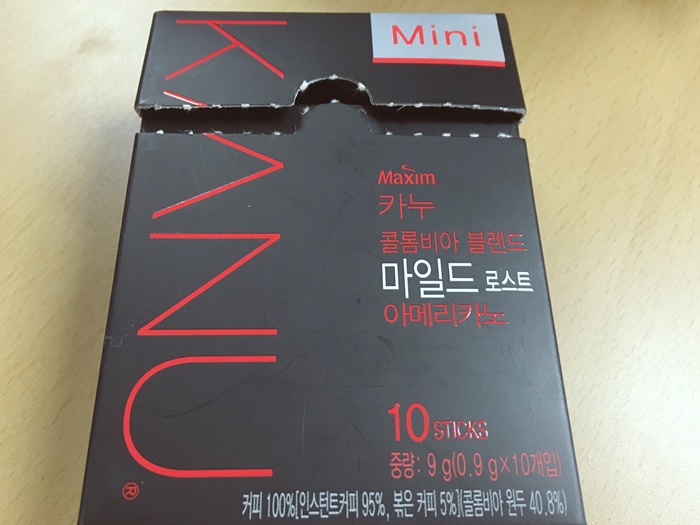 Mini
KANU®
Maxim
카누
콜롬비아 블렌드
마일드 로스트
아메리카노
10 STICKS
중량: 9 g(0.9 g×10개입)
커피 100%[인스턴트커피 95%, 볶은 커피 5%](콜롬비아 원두 40.8%)